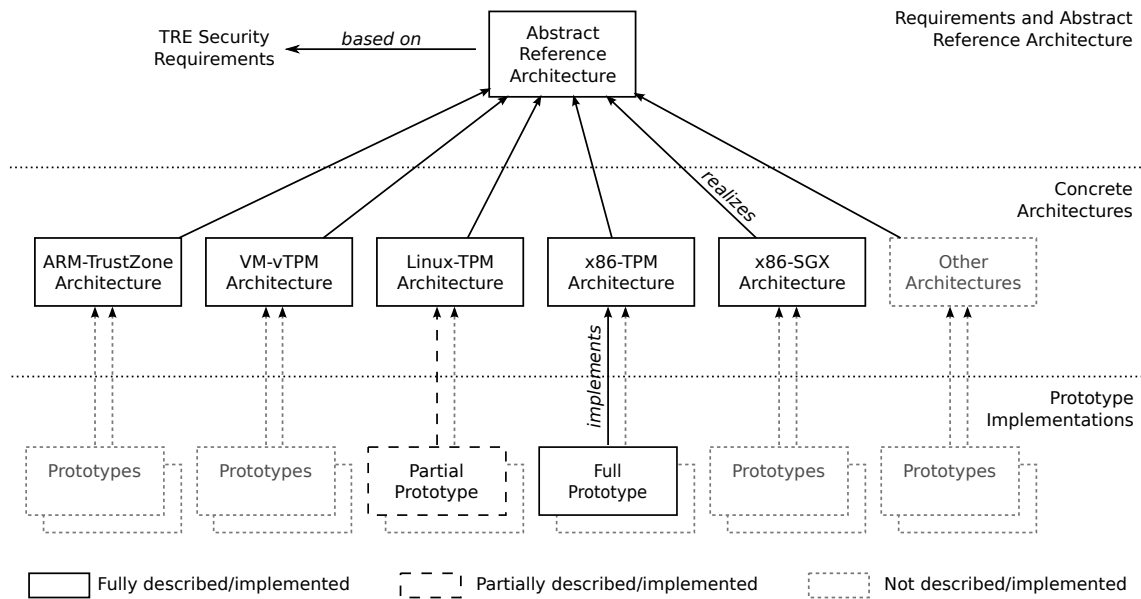 Requirements and Abstract
Reference Architecture
TRE Security
Requirements
based on
Abstract
Reference
Architecture
realizes
Concrete
Architectures
ARM-TrustZone
Architecture
VM-vTPM
Architecture
Linux-TPM
Architecture
x86-TPM
Architecture
x86-SGX
Architecture
Other
Architectures
implements
Prototype
Implementations
Prototypes
Prototypes
Partial
Prototype
Full
Prototype
Prototypes
Prototypes
Fully described/implemented
Partially described/implemented
Not described/implemented